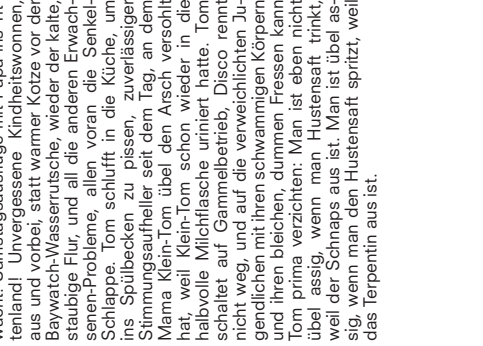 wacht: Samstagsausflüge mit Papa ins
tenland! Unvergessene Kindheitswonnen,
aus und vorbei, statt warmer Kotze vor der
Baywatch-Wasserrutsche, wieder der kalte,
staubige Flur, und all die anderen Erwach-
senen-Probleme, allen voran die Senkel-
Schlappe. Tom schlufft in die Küche, um
ins Spülbecken zu pissen, zuverlässiger
Stimmungsaufheller seit dem Tag, an dem
Mama Klein-Tom über den Arsch versohlt
hat, weil Klein-Tom schon wieder in die
halbvolle Milchflasche uriniert hatte. Tom
schaltet auf Gammelbetrieb, Disco rennt
nicht weg, und auf die verweichlichten Ju-
gendlichen mit ihren schwammigen Körpern
und ihren bleichen, dummen Fressen kann
Tom prima verzichten: Man ist eben nicht
übel assig, wenn man Hustensaft trinkt,
weil der Schnaps aus ist. Man ist übel as-
sig, wenn man den Hustensaft spritzt, weil
das Terpentin aus ist.